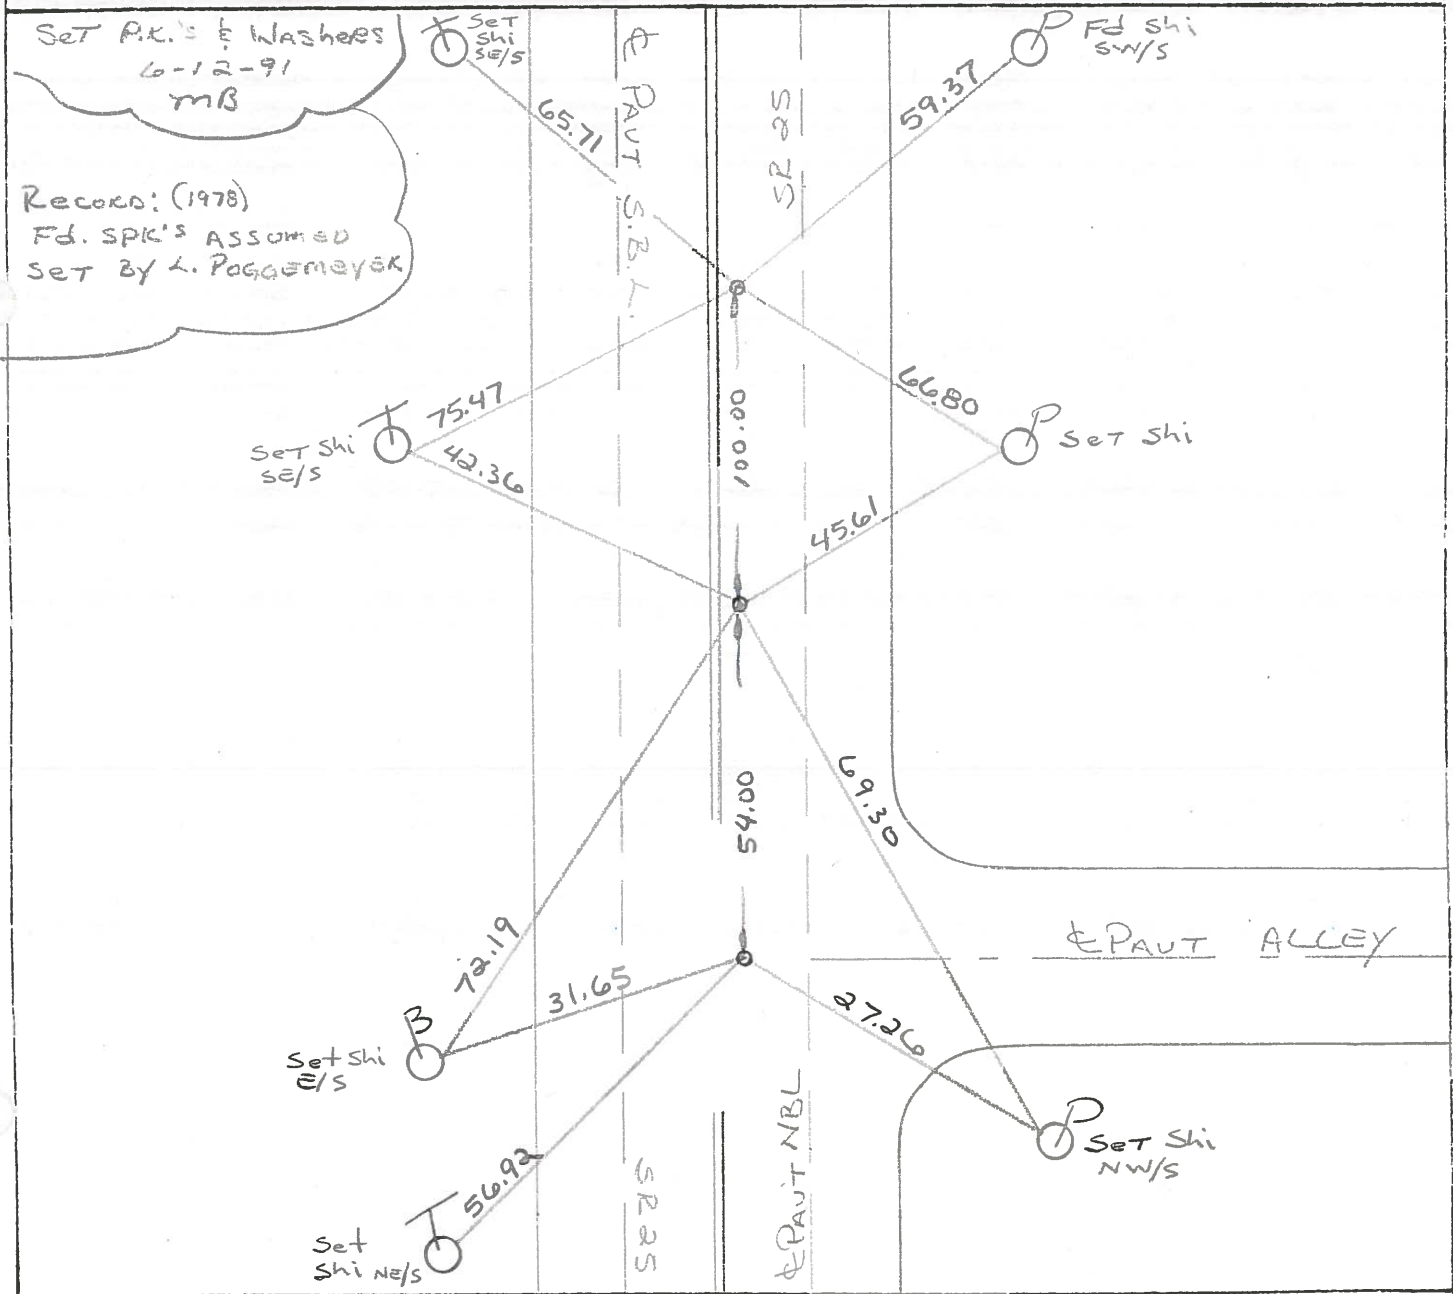 SET P.K.'s & Washers
6-12-91
MB
Record: (1978)
Fd. SPK'S ASSUMED
SET By L. POGGEMEYER
T
SET
Shi
SE/S
65.71
℄ PAVT S.B.L.
SR 25
P
Fd Shi
SW/S
59.37
75.47
T
SET Shi
SE/S
42.36
100.00
66.80
P
SET Shi
45.61
54.00
69.30
72.19
31.65
27.26
℄ PAVT ALLEY
B
Set Shi
E/S
P
SET Shi
NW/S
56.92
T
Set
Shi NE/S
SR 25
℄ PAVT NBL